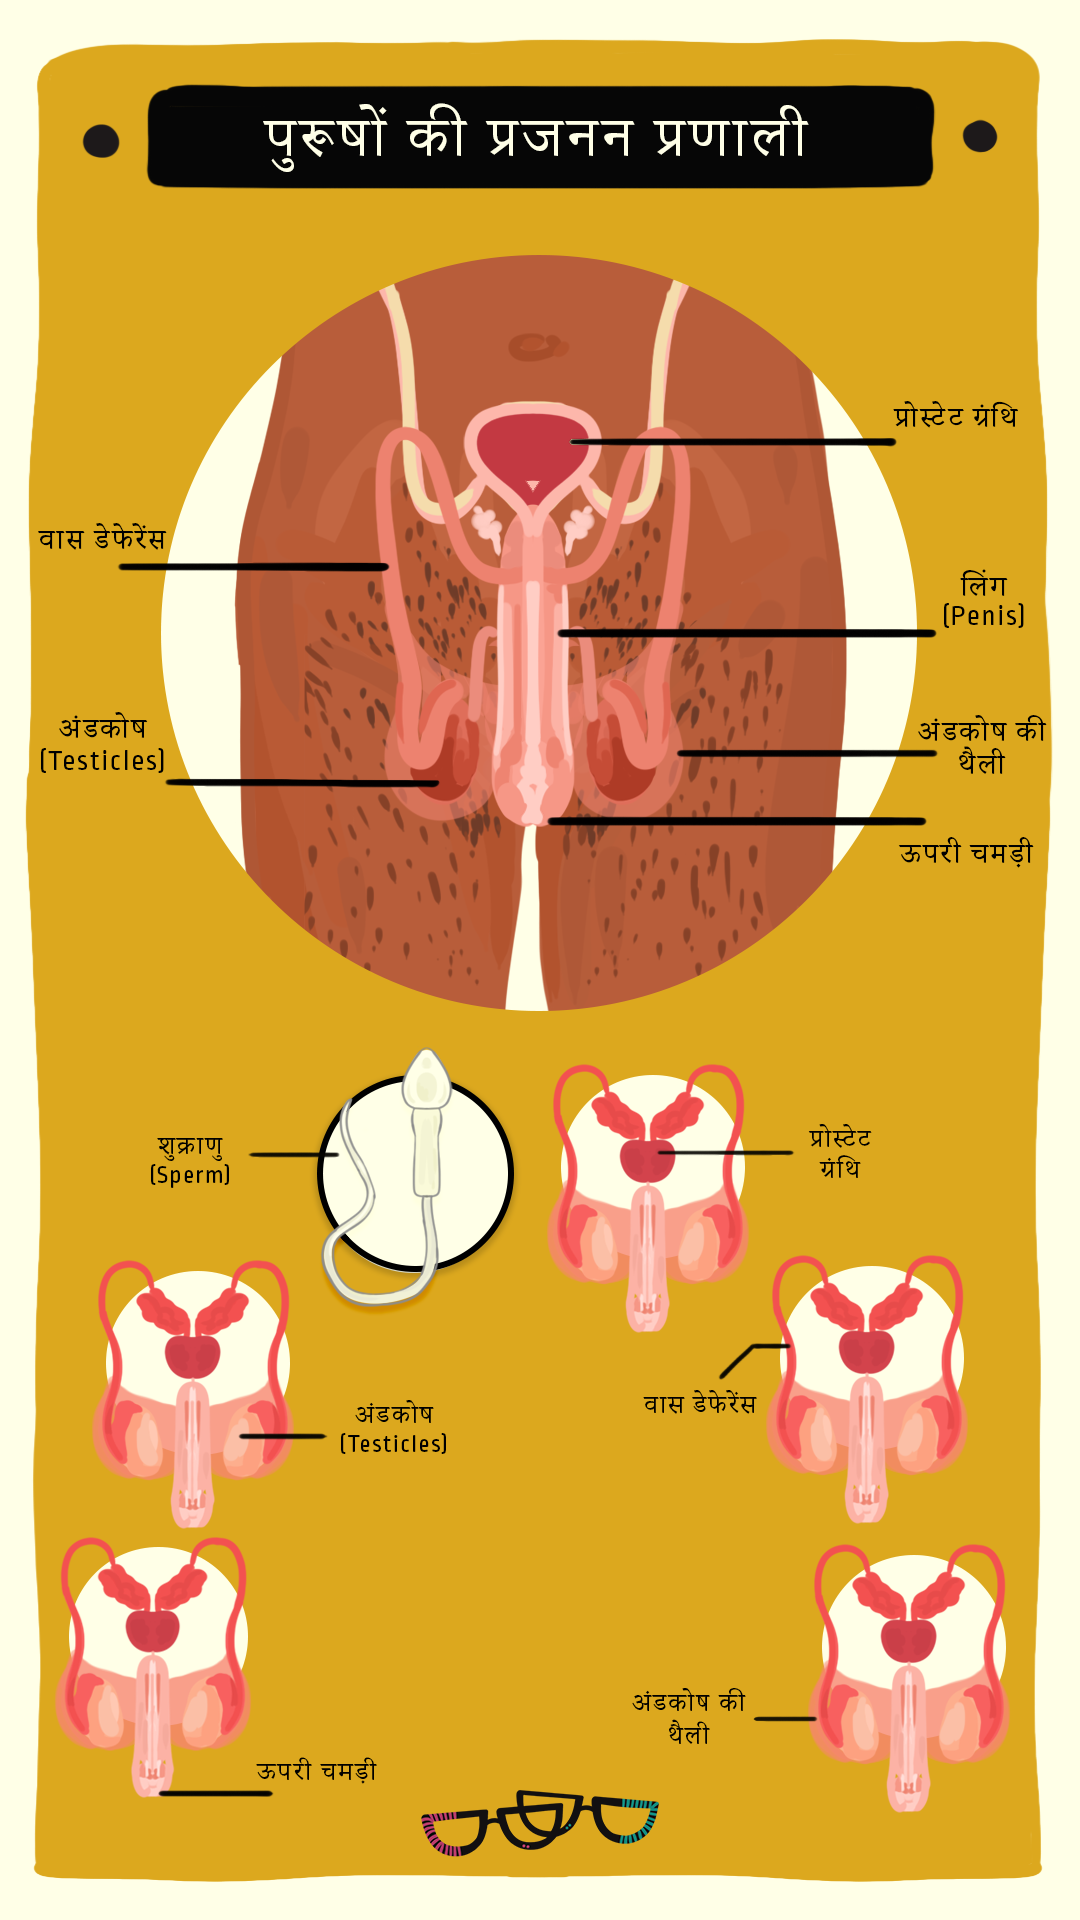 पुरूषों की प्रजनन प्रणाली
प्रोस्टेट ग्रंथि
वास डेफेरेंस
लिंग
(Penis)
अंडकोष
(Testicles)
अंडकोष की
थैली
ऊपरी चमड़ी
शुक्राणु
(Sperm)
प्रोस्टेट
ग्रंथि
वास डेफेरेंस
अंडकोष
(Testicles)
अंडकोष की
थैली
ऊपरी चमड़ी